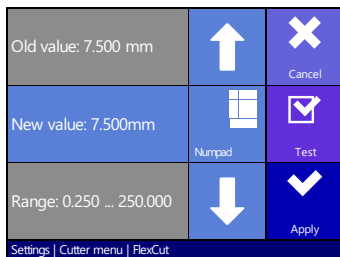 Old value: 7.500 mm
Cancel
New value: 7.500mm
Numpad
Test
Range: 0.250 ... 250.000
Apply
Settings | Cutter menu | FlexCut